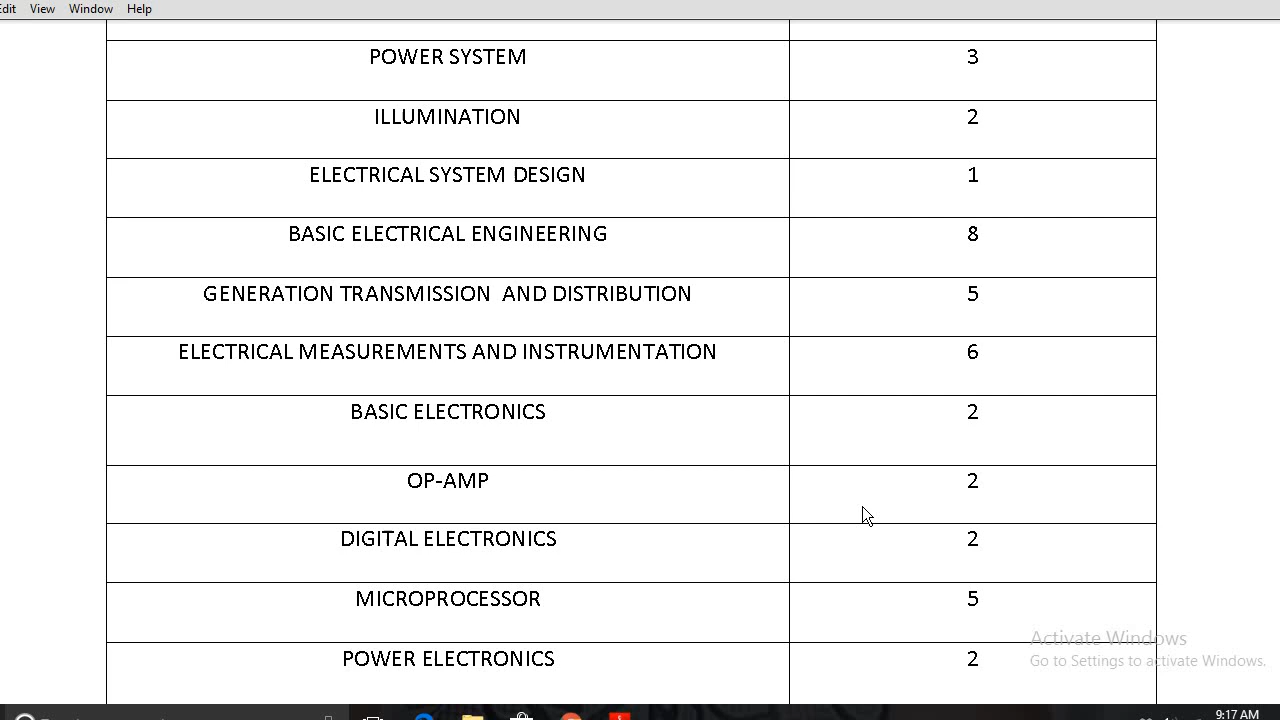 Edit View Window Help
POWER SYSTEM 3
ILLUMINATION 2
ELECTRICAL SYSTEM DESIGN 1
BASIC ELECTRICAL ENGINEERING 8
GENERATION TRANSMISSION AND DISTRIBUTION 5
ELECTRICAL MEASUREMENTS AND INSTRUMENTATION 6
BASIC ELECTRONICS 2
OP-AMP 2
DIGITAL ELECTRONICS 2
MICROPROCESSOR 5
Activate Windows
POWER ELECTRONICS 2
Go to Settings to activate Windows.
9:17 AM